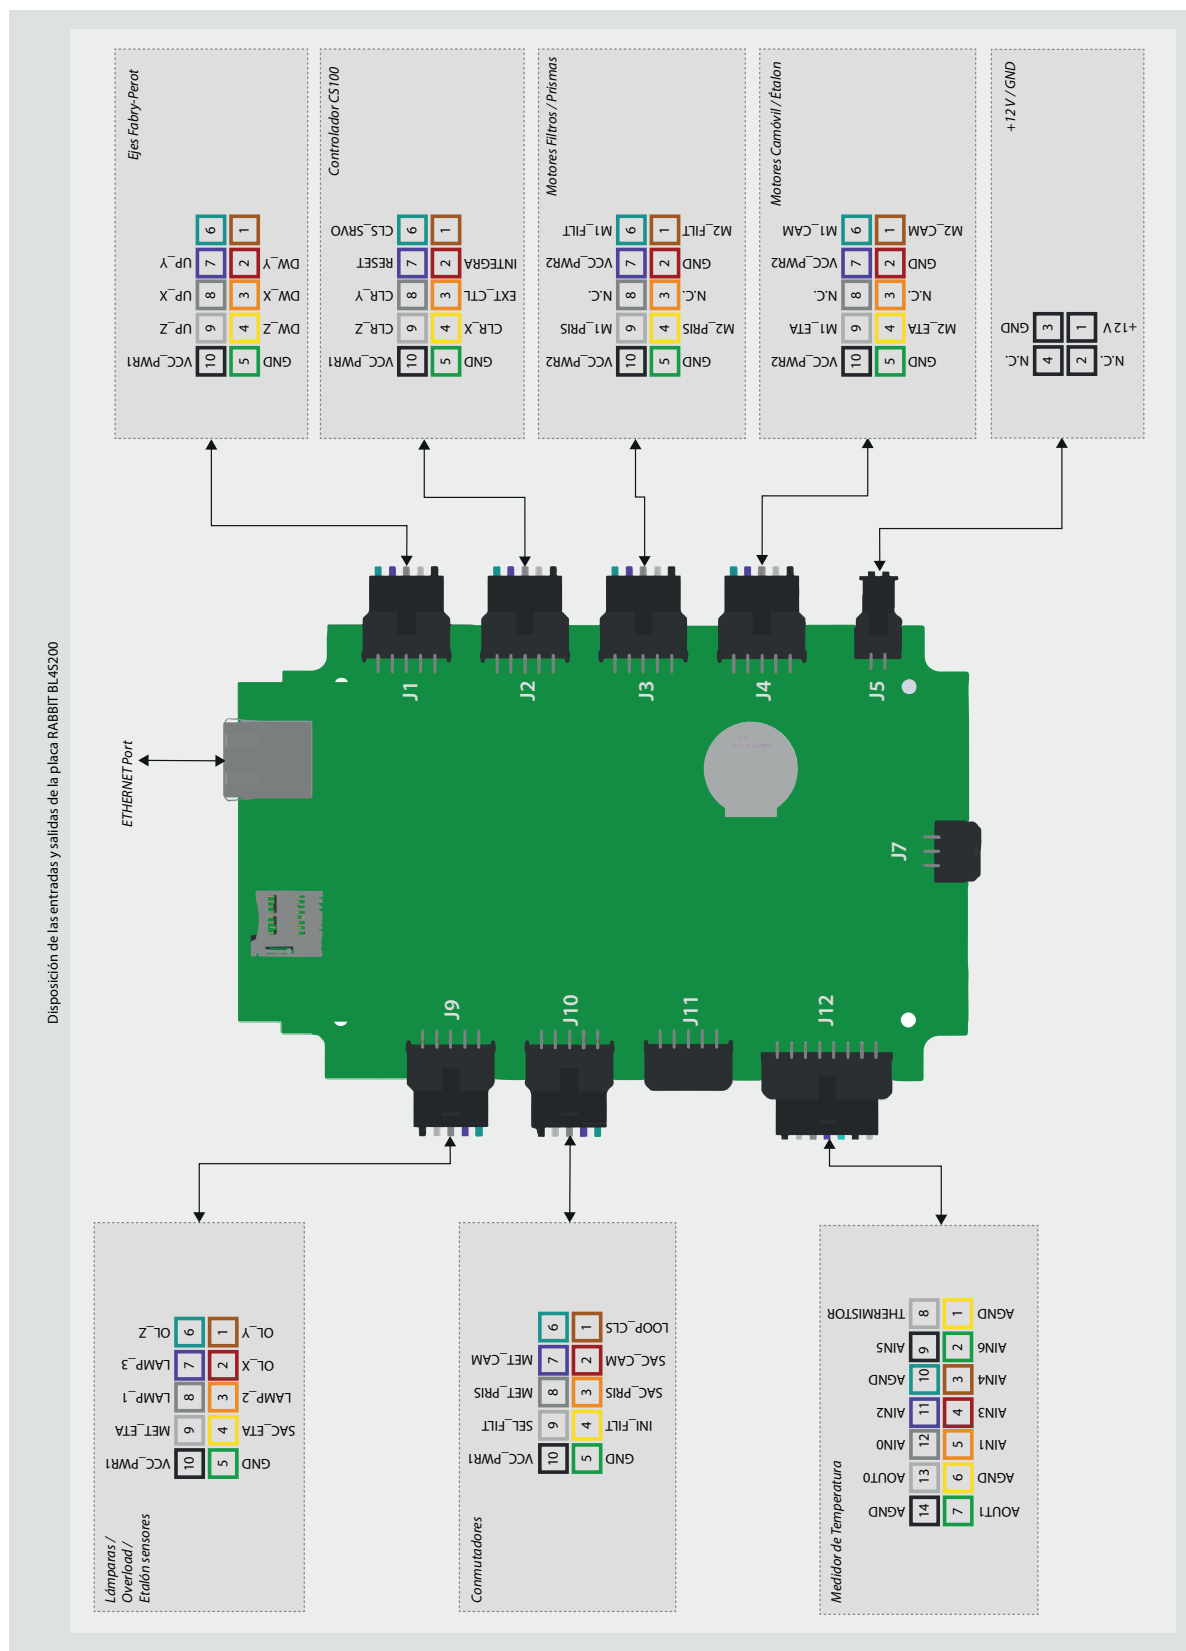 Disposición de las entradas y salidas de la placa RABBIT BL4S200
Ejes Fabry-Perot
6 7 8 9 10
1 2 3 4 5
UP_Y
UP_X
UP_Z
VCC_PWR1
DW_Y
DW_X
DW_Z
GND
Controlador CS100
6 7 8 9 10
1 2 3 4 5
CLS_SRVO
RESET
CLR_Y
CLR_Z
VCC_PWR1
INTEGRA
EXT_CTL
CLR_X
GND
Motores Filtros / Prismas
6 7 8 9 10
1 2 3 4 5
M1_FILT
VCC_PWR2
N.C.
M1_PRIS
VCC_PWR2
M2_FILT
GND
N.C.
M2_PRIS
GND
Motores Camóvil / Étalon
6 7 8 9 10
1 2 3 4 5
M1_CAM
VCC_PWR2
N.C.
M1_ETA
VCC_PWR2
M2_CAM
GND
N.C.
M2_ETA
GND
+12 V / GND
3 4
1 2
GND
N.C.
+12 V
N.C.
ETHERNET Port
J1
J2
J3
J4
J5
J7
J9
J10
J11
J12
Lámparas /
Overload /
Etalón sensores
6 7 8 9 10
1 2 3 4 5
OL_Z
LAMP_3
LAMP_1
MET_ETA
VCC_PWR1
OL_Y
OL_X
LAMP_2
SAC_ETA
GND
Conmutadores
6 7 8 9 10
1 2 3 4 5
MET_CAM
MET_PRIS
SEL_FILT
VCC_PWR1
LOOP_CLS
SAC_CAM
SAC_PRIS
INI_FILT
GND
Medidor de Temperatura
8 9 10 11 12 13 14
1 2 3 4 5 6 7
THERMISTOR
AIN5
AGND
AIN2
AIN0
AOUT0
AGND
AGND
AIN6
AIN4
AIN3
AIN1
AGND
AOUT1